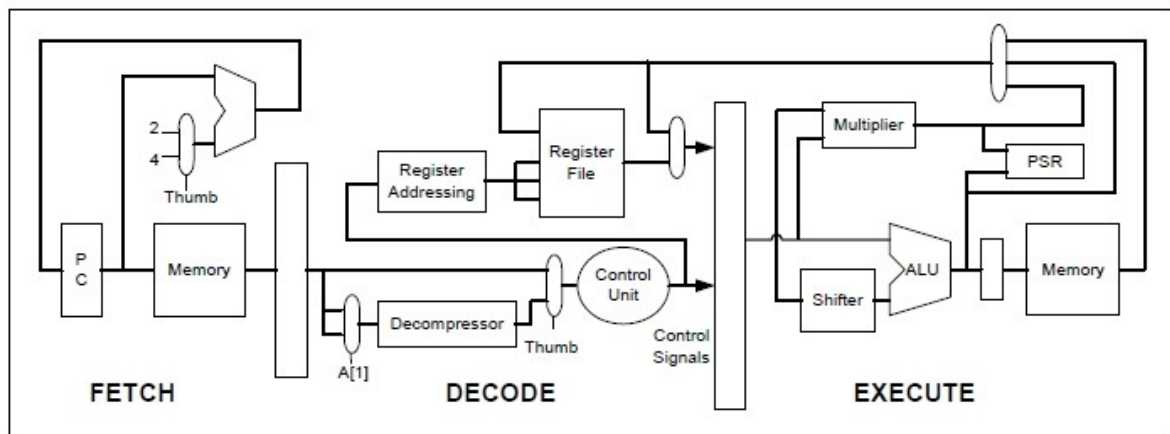 2
4
Thumb
P
C
Memory
FETCH
A[1]
Decompressor
Thumb
Register
Addressing
Register
File
Control
Unit
Control
Signals
DECODE
Multiplier
PSR
ALU
Shifter
Memory
EXECUTE